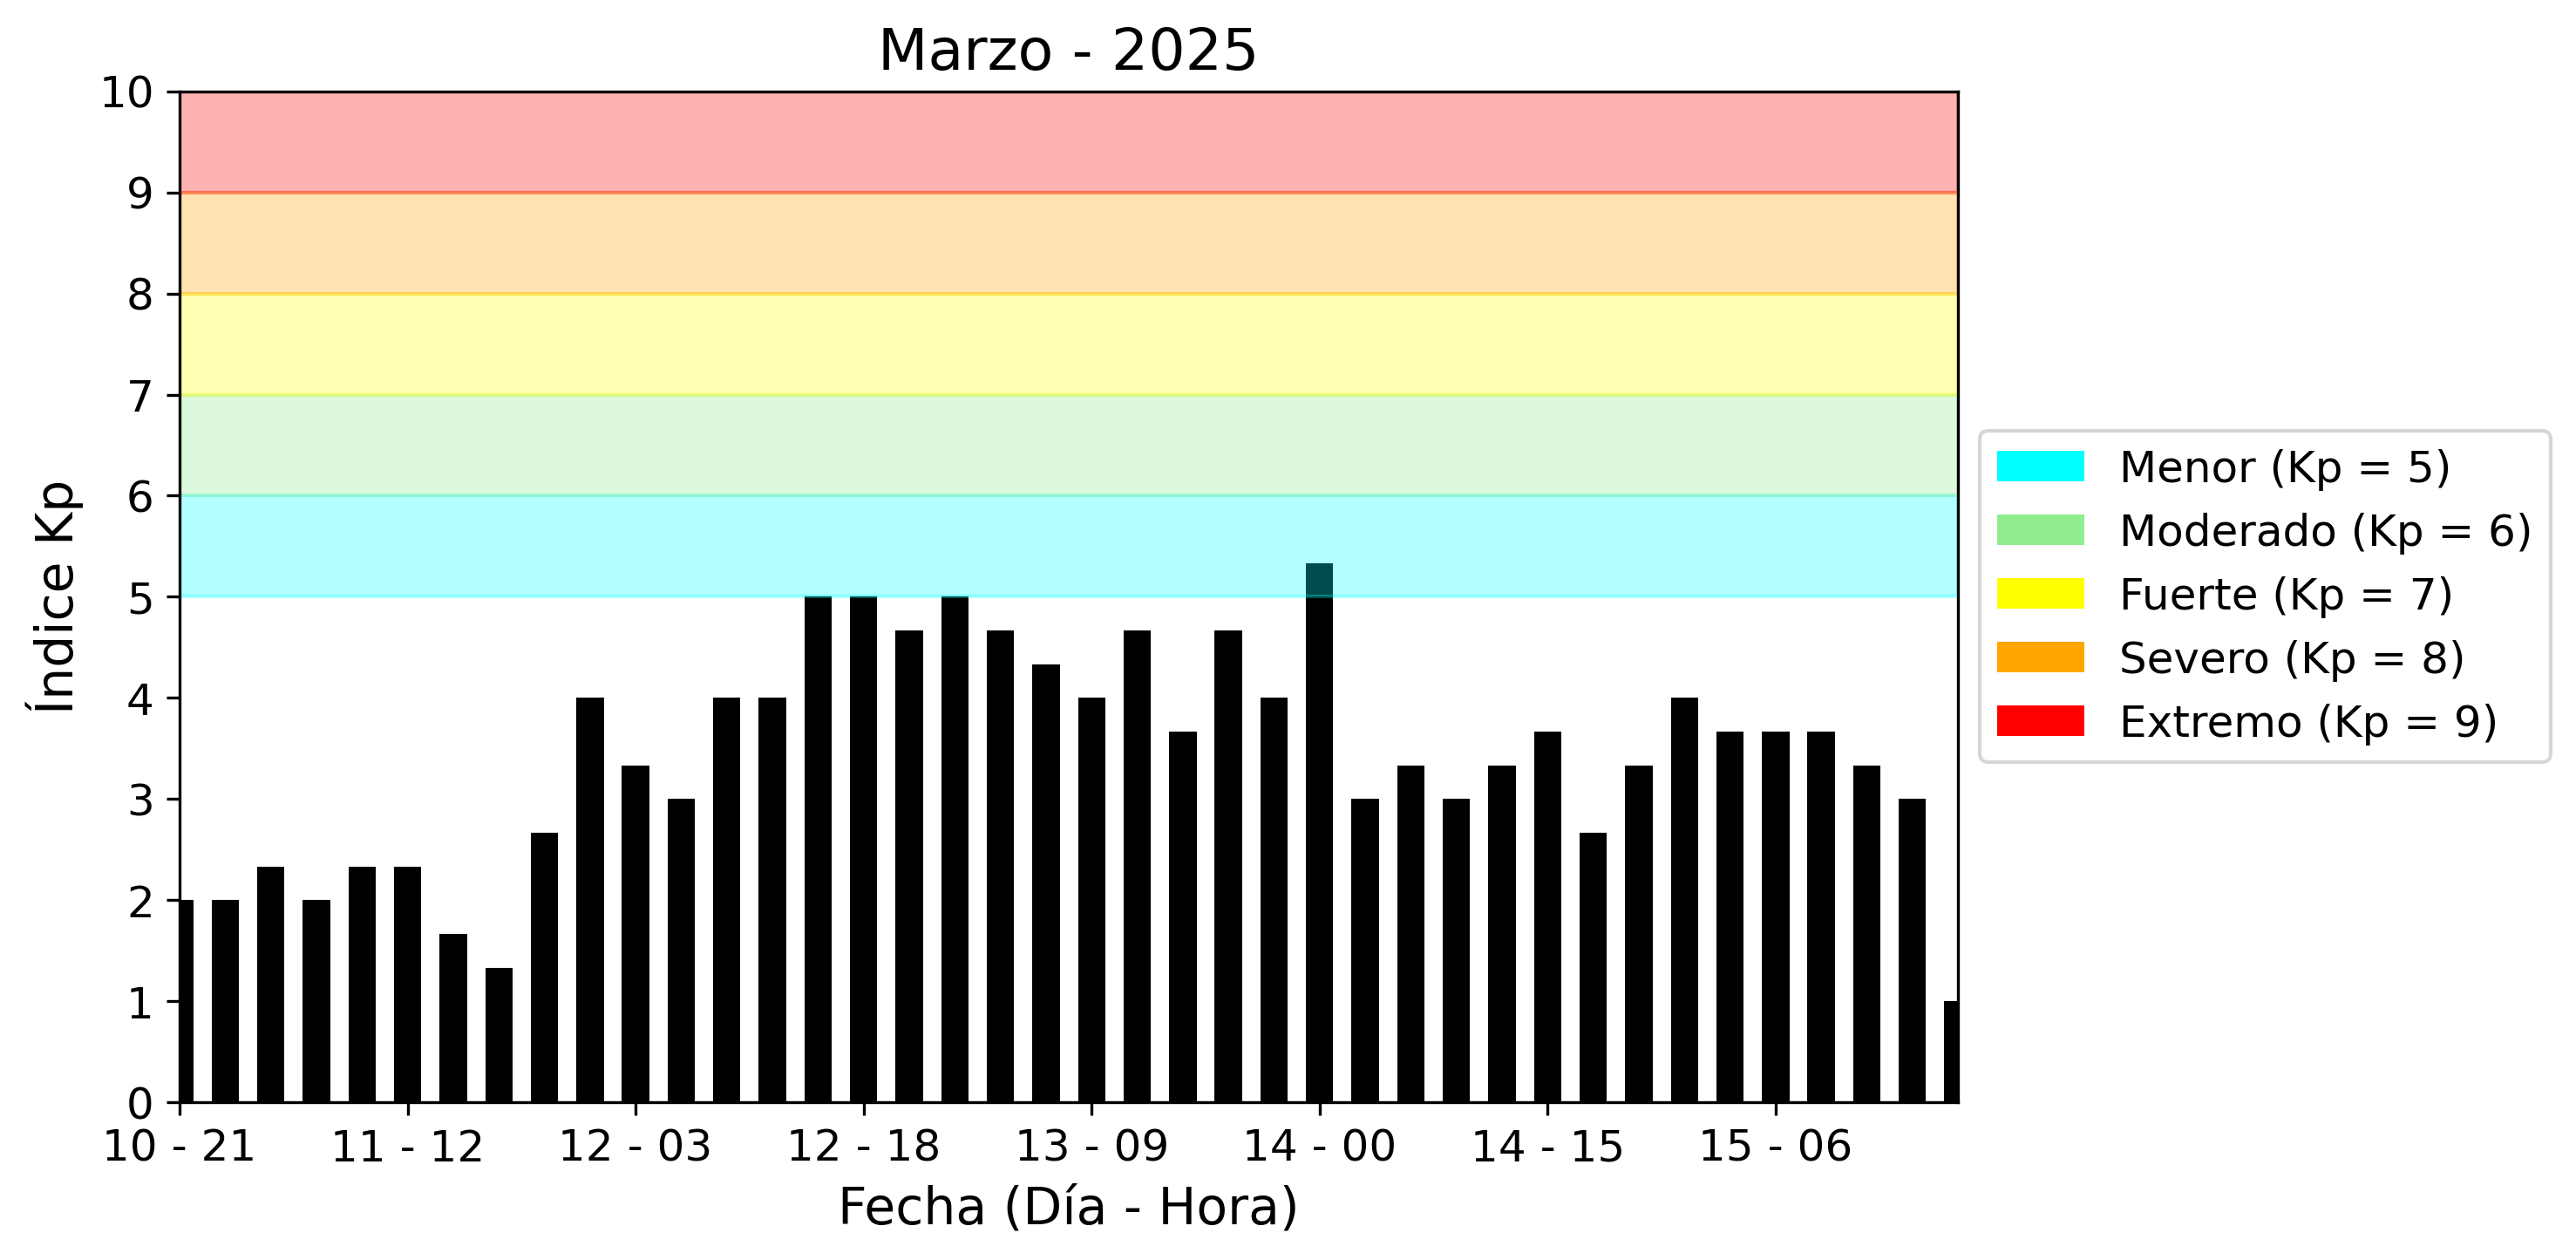 Marzo - 2025
Índice Kp
10
9
8
7
6
5
4
3
2
1
0
10 - 21
11 - 12
12 - 03
12 - 18
13 - 09
14 - 00
14 - 15
15 - 06
Fecha (Día - Hora)
Menor (Kp = 5)
Moderado (Kp = 6)
Fuerte (Kp = 7)
Severo (Kp = 8)
Extremo (Kp = 9)